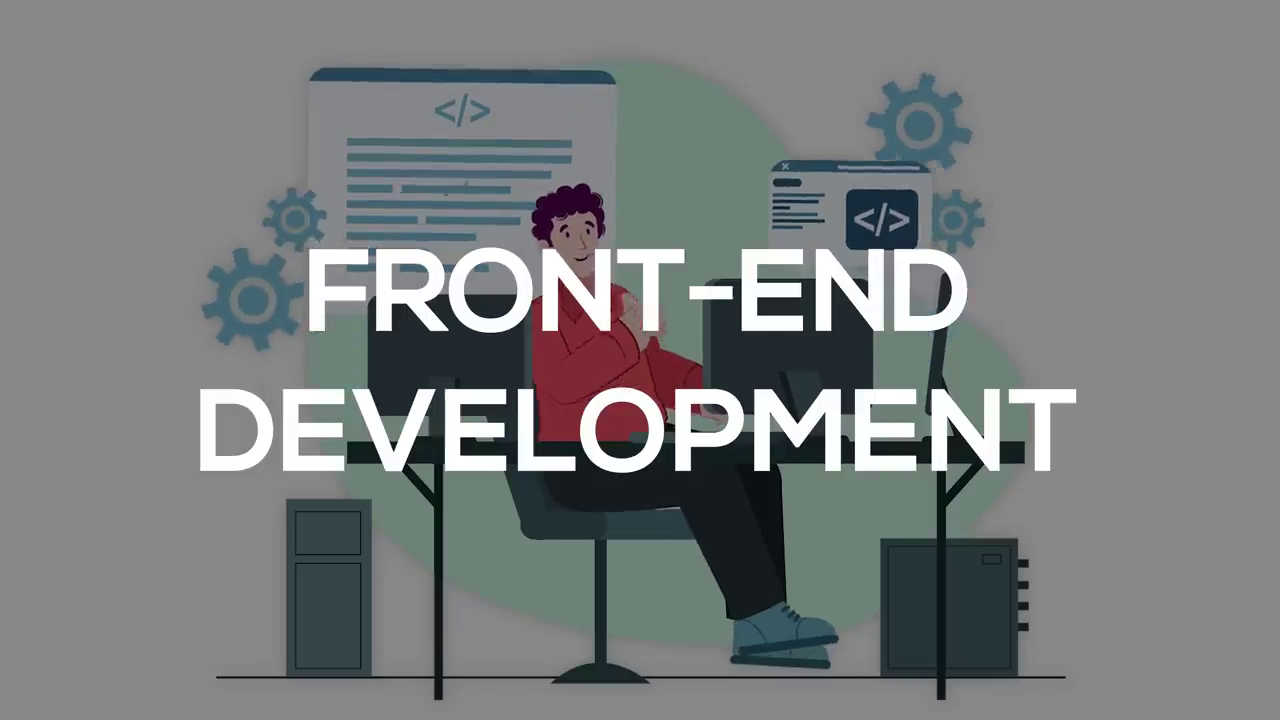 </>
</>
FRONT-END
DEVELOPMENT